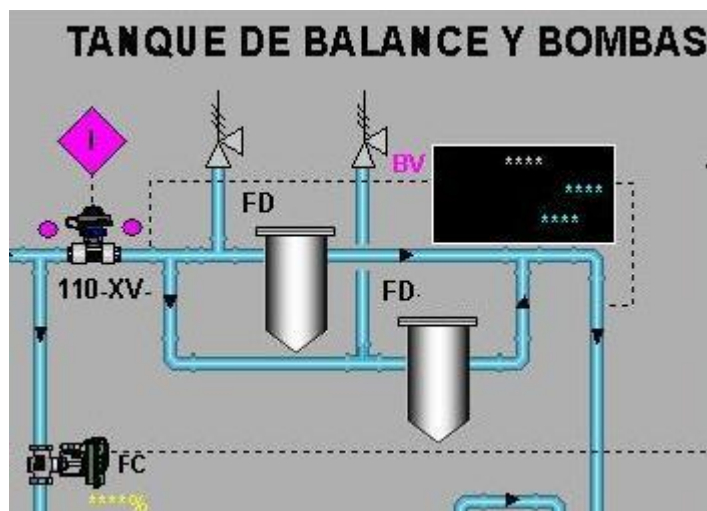 TANQUE DE BALANCE Y BOMBAS
I
BV
****
****
****
FD
110-XV-
FD
FC
****%